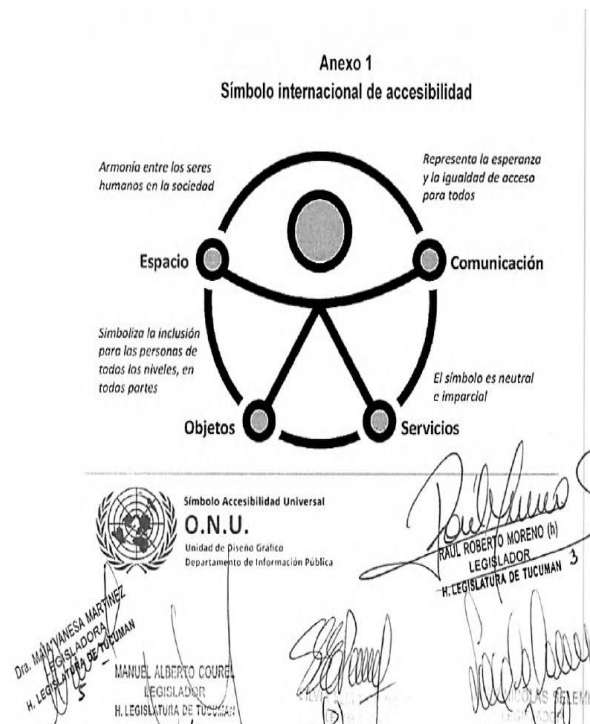 Anexo 1
Símbolo internacional de accesibilidad
Armonía entre los seres
humanos en la sociedad
Representa la esperanza
y la igualdad de acceso
para todos
Espacio
Comunicación
Simboliza la inclusión
para las personas de
todos los niveles, en
todas partes
El símbolo es neutral
e imparcial
Objetos
Servicios
Símbolo Accesibilidad Universal
O.N.U.
Unidad de Diseño Gráfico
Departamento de Información Pública
RAUL ROBERTO MORENO (h)
LEGISLADOR
H. LEGISLATURA DE TUCUMAN
3
Dra. VANESA MARTINEZ
LEGISLADORA
H. LEGISLATURA DE TUCUMAN
MANUEL ALBERTO COUREL
LEGISLADOR
H. LEGISLATURA DE TUCUMAN